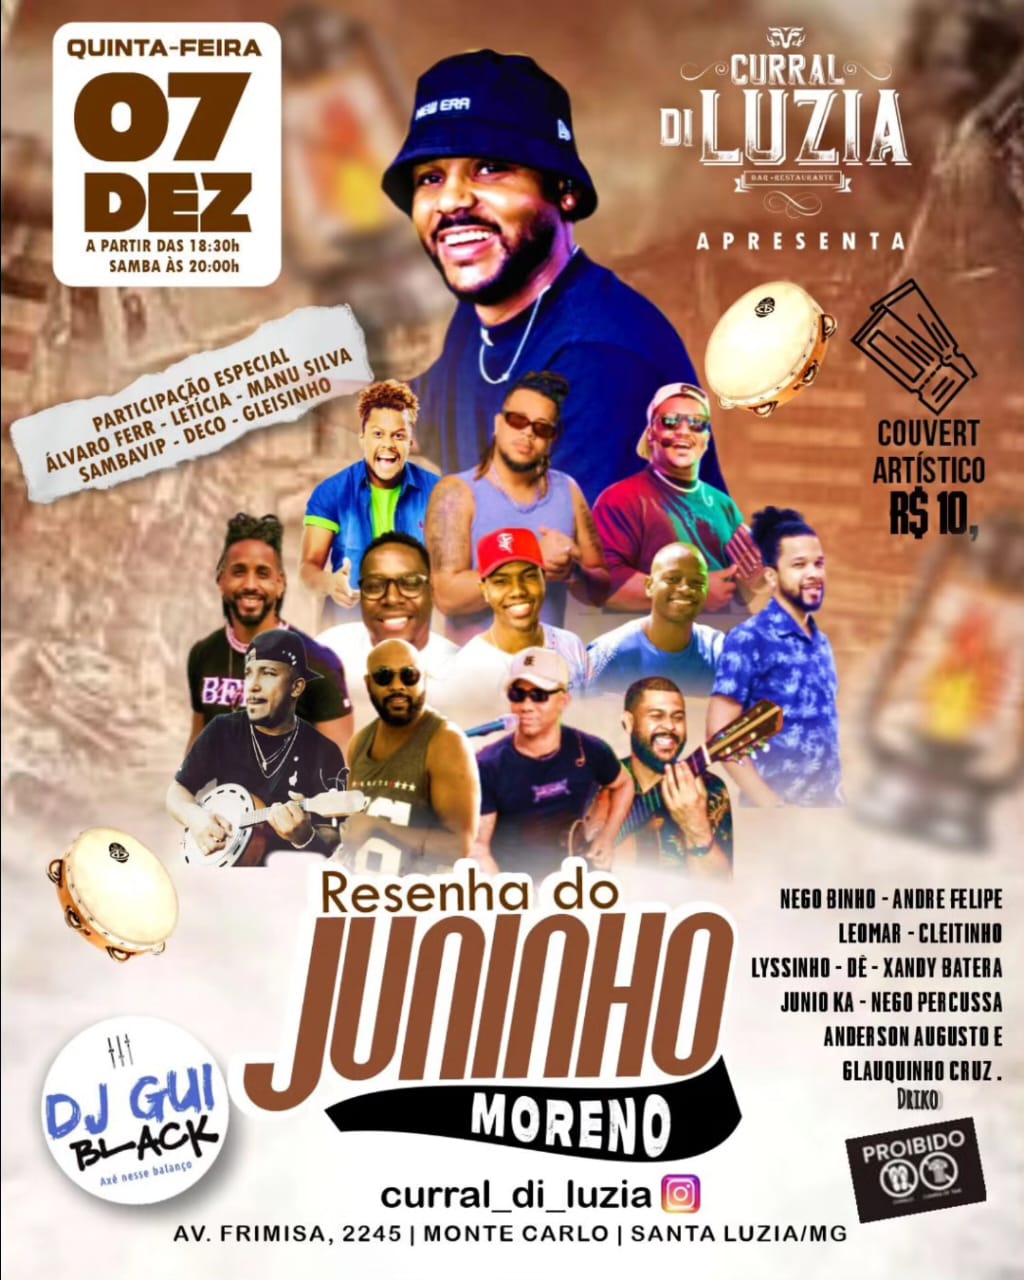 QUINTA-FEIRA
07
DEZ
A PARTIR DAS 18:30h
SAMBA ÀS 20:00h
NEW ERA
CURRAL
DI LUZIA
BAR • RESTAURANTE
APRESENTA
PARTICIPAÇÃO ESPECIAL
ÁLVARO FERR - LETÍCIA - MANU SILVA
SAMBAVIP - DECO - GLEISINHO
COUVERT
ARTÍSTICO
R$ 10,
Resenha do
JUNINHO
MORENO
NEGO BINHO - ANDRE FELIPE
LEOMAR - CLEITINHO
LYSSINHO - DÊ - XANDY BATERA
JUNIO KA - NEGO PERCUSSA
ANDERSON AUGUSTO E
GLAUQUINHO CRUZ .
DRIKO
DJ GUI
BLACK
Axé nesse balanço
PROIBIDO
curral_di_luzia
AV. FRIMISA, 2245 | MONTE CARLO | SANTA LUZIA/MG